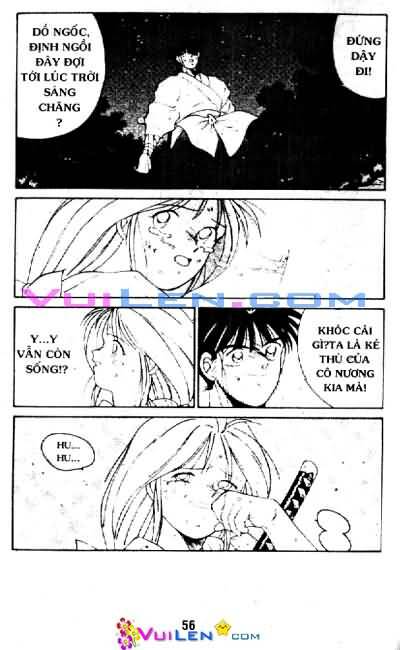 ĐỒ NGỐC,
ĐỊNH NGỒI
ĐÂY ĐỢI
TỚI LÚC TRỜI
SÁNG
CHĂNG
?
ĐỨNG
DẬY
ĐI!
VuiLen.com
Y...Y
VẪN CÒN
SỐNG!?
KHÓC CÁI
GÌ?TA LÀ KẺ
THÙ CỦA
CÔ NƯƠNG
KIA MÀ!
HU...
HU...
56
VuiLen.com